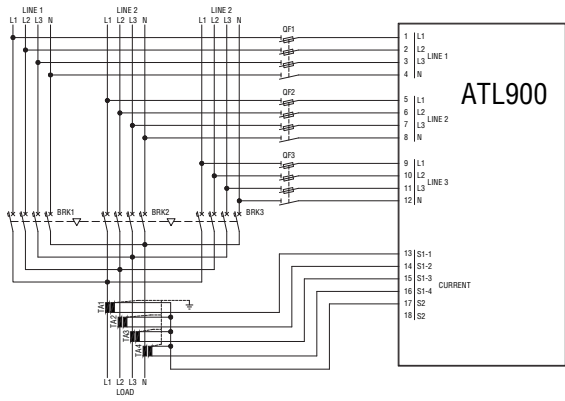 LINE 1 LINE 2 LINE 2
L1 L2 L3 N L1 L2 L3 N L1 L2 L3 N
QF1
1 L1
2 L2
3 L3 LINE 1
4 N
ATL900
QF2
5 L1
6 L2
7 L3 LINE 2
8 N
QF3
9 L1
10 L2
11 L3 LINE 3
12 N
BRK1 BRK2 BRK3
13 S1-1
14 S1-2
15 S1-3
16 S1-4 CURRENT
17 S2
18 S2
TA1
TA2
TA3
TA4
L1 L2 L3 N
LOAD